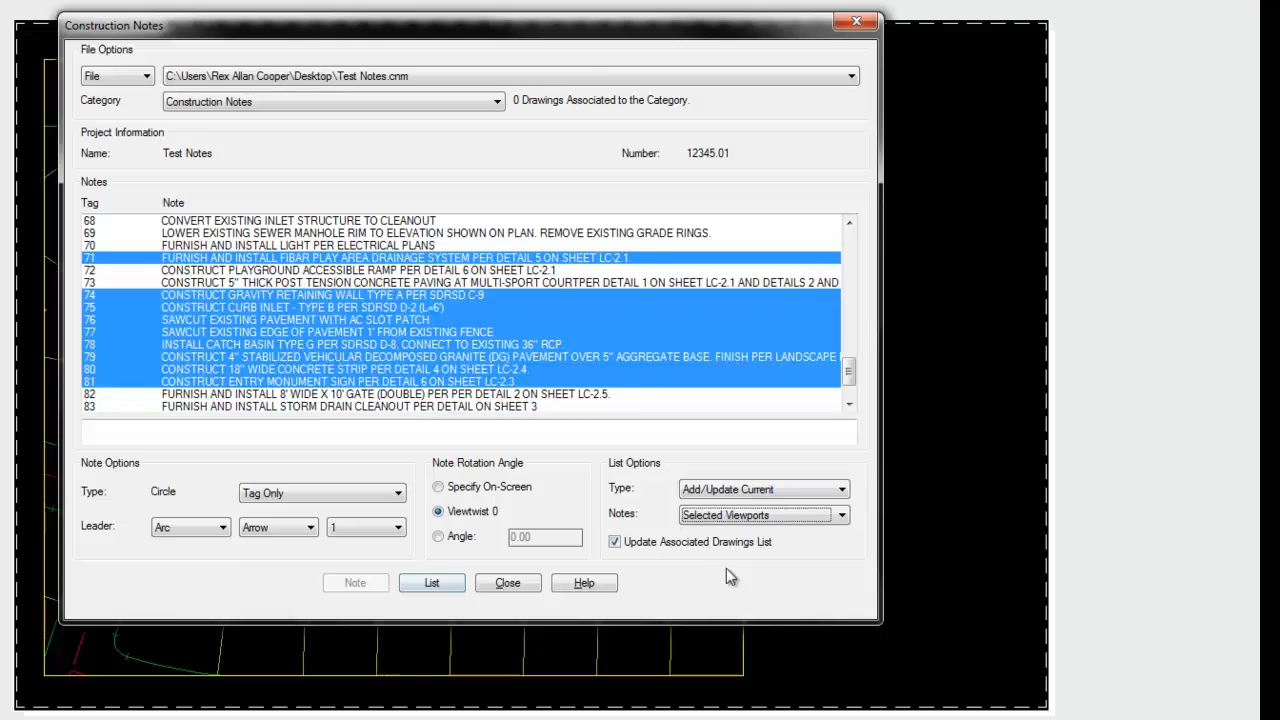 Construction Notes
File Options
File C:\Users\Rex Allan Cooper\Desktop\Test Notes.cnm
Category Construction Notes 0 Drawings Associated to the Category.
Project Information
Name: Test Notes Number: 12345.01
Notes
Tag Note
68 CONVERT EXISTING INLET STRUCTURE TO CLEANOUT
69 LOWER EXISTING SEWER MANHOLE RIM TO ELEVATION SHOWN ON PLAN. REMOVE EXISTING GRADE RINGS.
70 FURNISH AND INSTALL LIGHT PER ELECTRICAL PLANS
71 FURNISH AND INSTALL FIBAR PLAY AREA DRAINAGE SYSTEM PER DETAIL 5 ON SHEET LC-2.1.
72 CONSTRUCT PLAYGROUND ACCESSIBLE RAMP PER DETAIL 6 ON SHEET LC-2.1
73 CONSTRUCT 5" THICK POST TENSION CONCRETE PAVING AT MULTI-SPORT COURTPER DETAIL 1 ON SHEET LC-2.1 AND DETAILS 2 AND
74 CONSTRUCT GRAVITY RETAINING WALL TYPE A PER SDRSD C-9
75 CONSTRUCT CURB INLET - TYPE B PER SDRSD D-2 (L=6')
76 SAWCUT EXISTING PAVEMENT WITH AC SLOT PATCH
77 SAWCUT EXISTING EDGE OF PAVEMENT 1' FROM EXISTING FENCE
78 INSTALL CATCH BASIN TYPE G PER SDRSD D-8. CONNECT TO EXISTING 36" RCP.
79 CONSTRUCT 4" STABILIZED VEHICULAR DECOMPOSED GRANITE (DG) PAVEMENT OVER 5" AGGREGATE BASE. FINISH PER LANDSCAPE
80 CONSTRUCT 18" WIDE CONCRETE STRIP PER DETAIL 4 ON SHEET LC-2.4.
81 CONSTRUCT ENTRY MONUMENT SIGN PER DETAIL 6 ON SHEET LC-2.3
82 FURNISH AND INSTALL 8' WIDE X 10' GATE (DOUBLE) PER PER DETAIL 2 ON SHEET LC-2.5.
83 FURNISH AND INSTALL STORM DRAIN CLEANOUT PER DETAIL ON SHEET 3
Note Options Note Rotation Angle List Options
Type: Circle Tag Only Specify On-Screen Type: Add/Update Current
Viewtwist 0 Notes: Selected Viewports
Leader: Arc Arrow 1 Angle: 0.00 Update Associated Drawings List
Note List Close Help